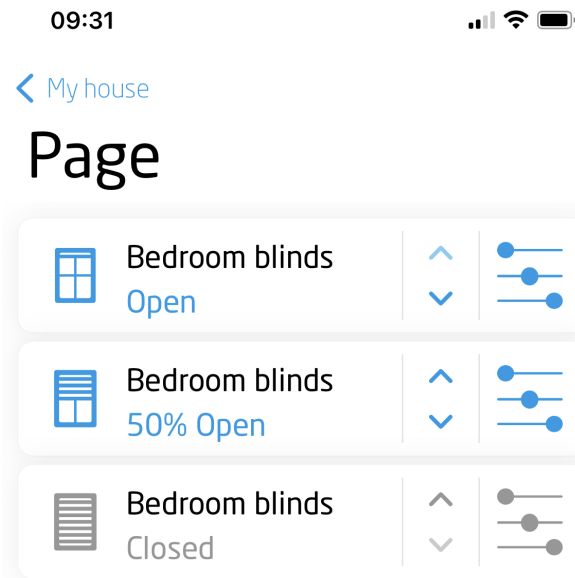 09:31
My house
Page
Bedroom blinds
Open
Bedroom blinds
50% Open
Bedroom blinds
Closed